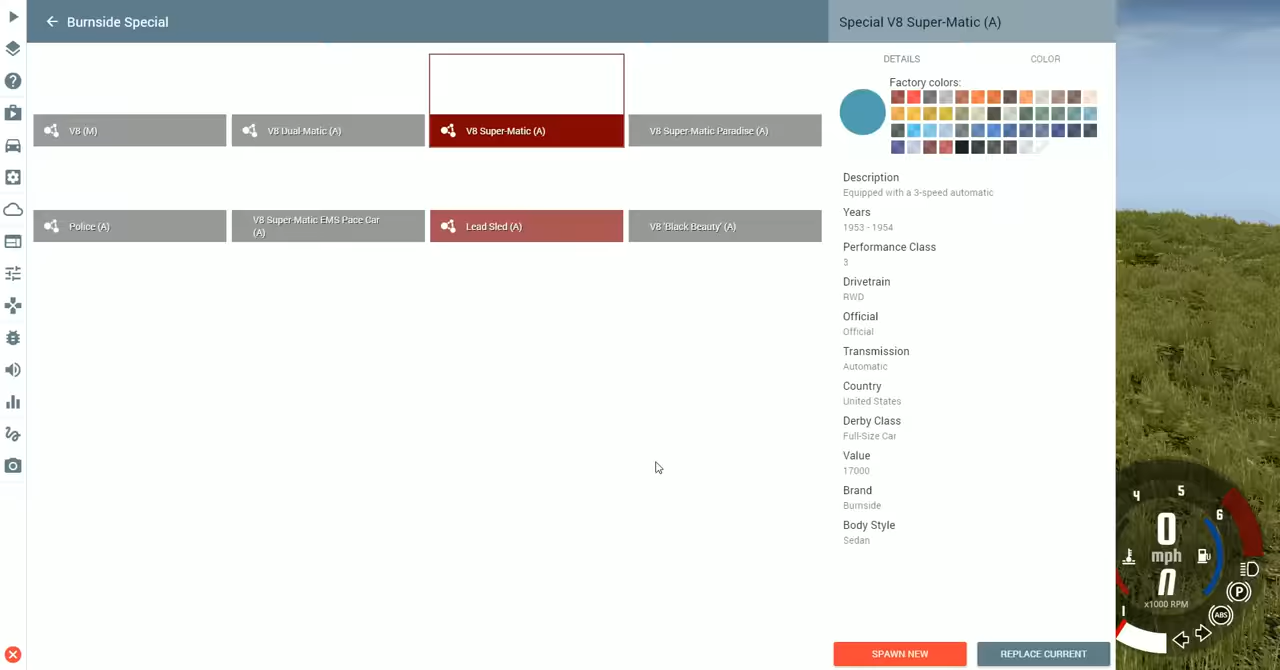 Burnside Special
Special V8 Super-Matic (A)
DETAILS
COLOR
Factory colors:
V8 (M)
V8 Dual-Matic (A)
V8 Super-Matic (A)
V8 Super-Matic Paradise (A)
Police (A)
V8 Super-Matic EMS Pace Car
(A)
Lead Sled (A)
V8 'Black Beauty' (A)
Description
Equipped with a 3-speed automatic
Years
1953 - 1954
Performance Class
3
Drivetrain
RWD
Official
Official
Transmission
Automatic
Country
United States
Derby Class
Full-Size Car
Value
17000
Brand
Burnside
Body Style
Sedan
SPAWN NEW
REPLACE CURRENT
4
5
6
0
mph
n
x1000 RPM
1
P
ABS